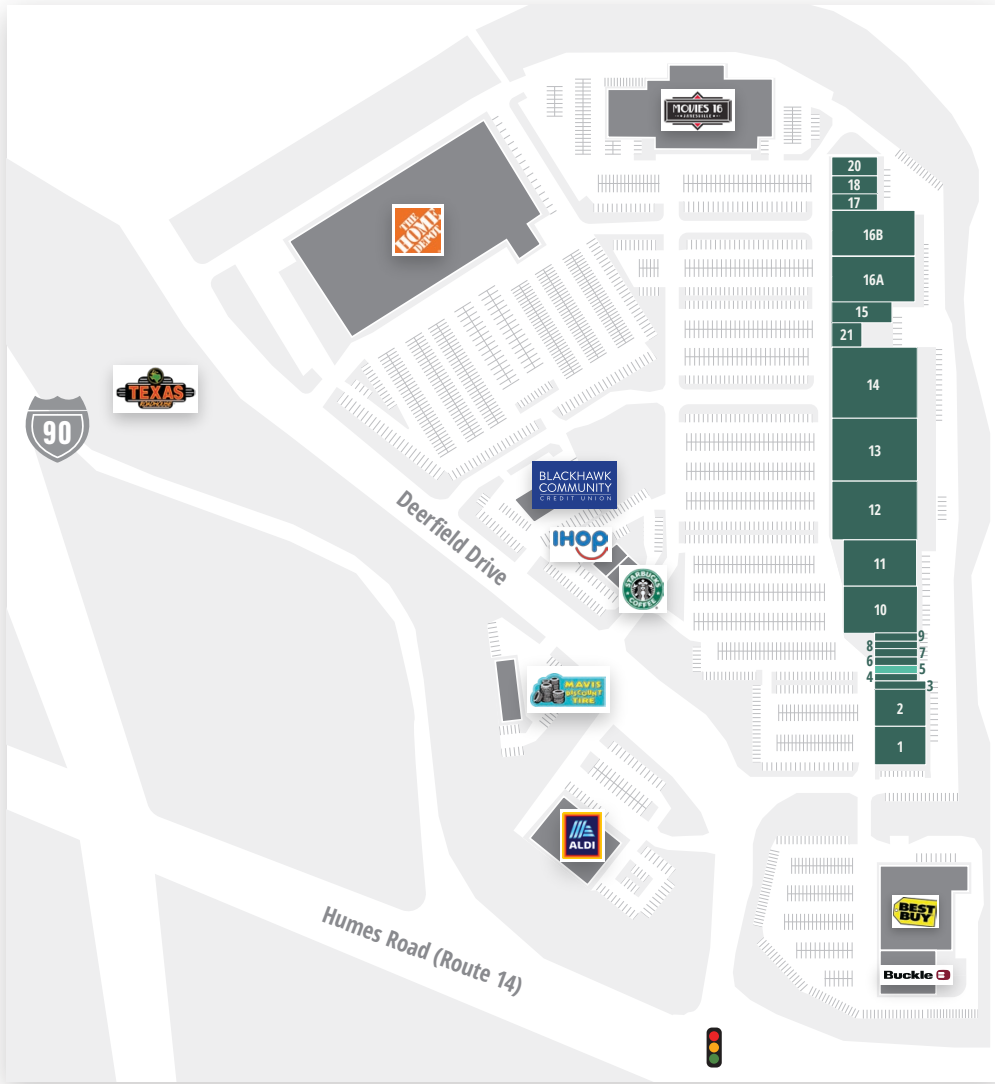 MOVIES 16
20
18
17
16B
16A
15
21
14
13
12
11
10
9
8
7
6
5
4
3
2
1
THE
HOME
DEPOT
TEXAS
ROADHOUSE
90
BLACKHAWK
COMMUNITY
CREDIT UNION
IHOP
STARBUCKS
COFFEE
Deerfield Drive
MAVIS
DISCOUNT
TIRE
ALDI
BEST
BUY
Buckle B
Humes Road (Route 14)